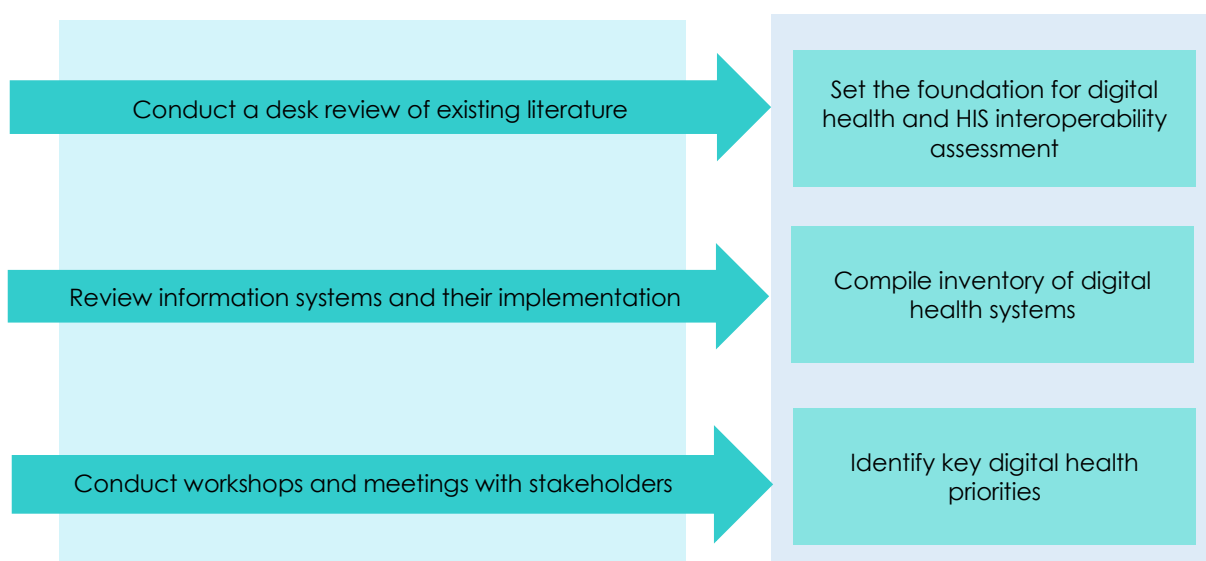 Conduct a desk review of existing literature
Set the foundation for digital
health and HIS interoperability
assessment
Review information systems and their implementation
Compile inventory of digital
health systems
Conduct workshops and meetings with stakeholders
Identify key digital health
priorities